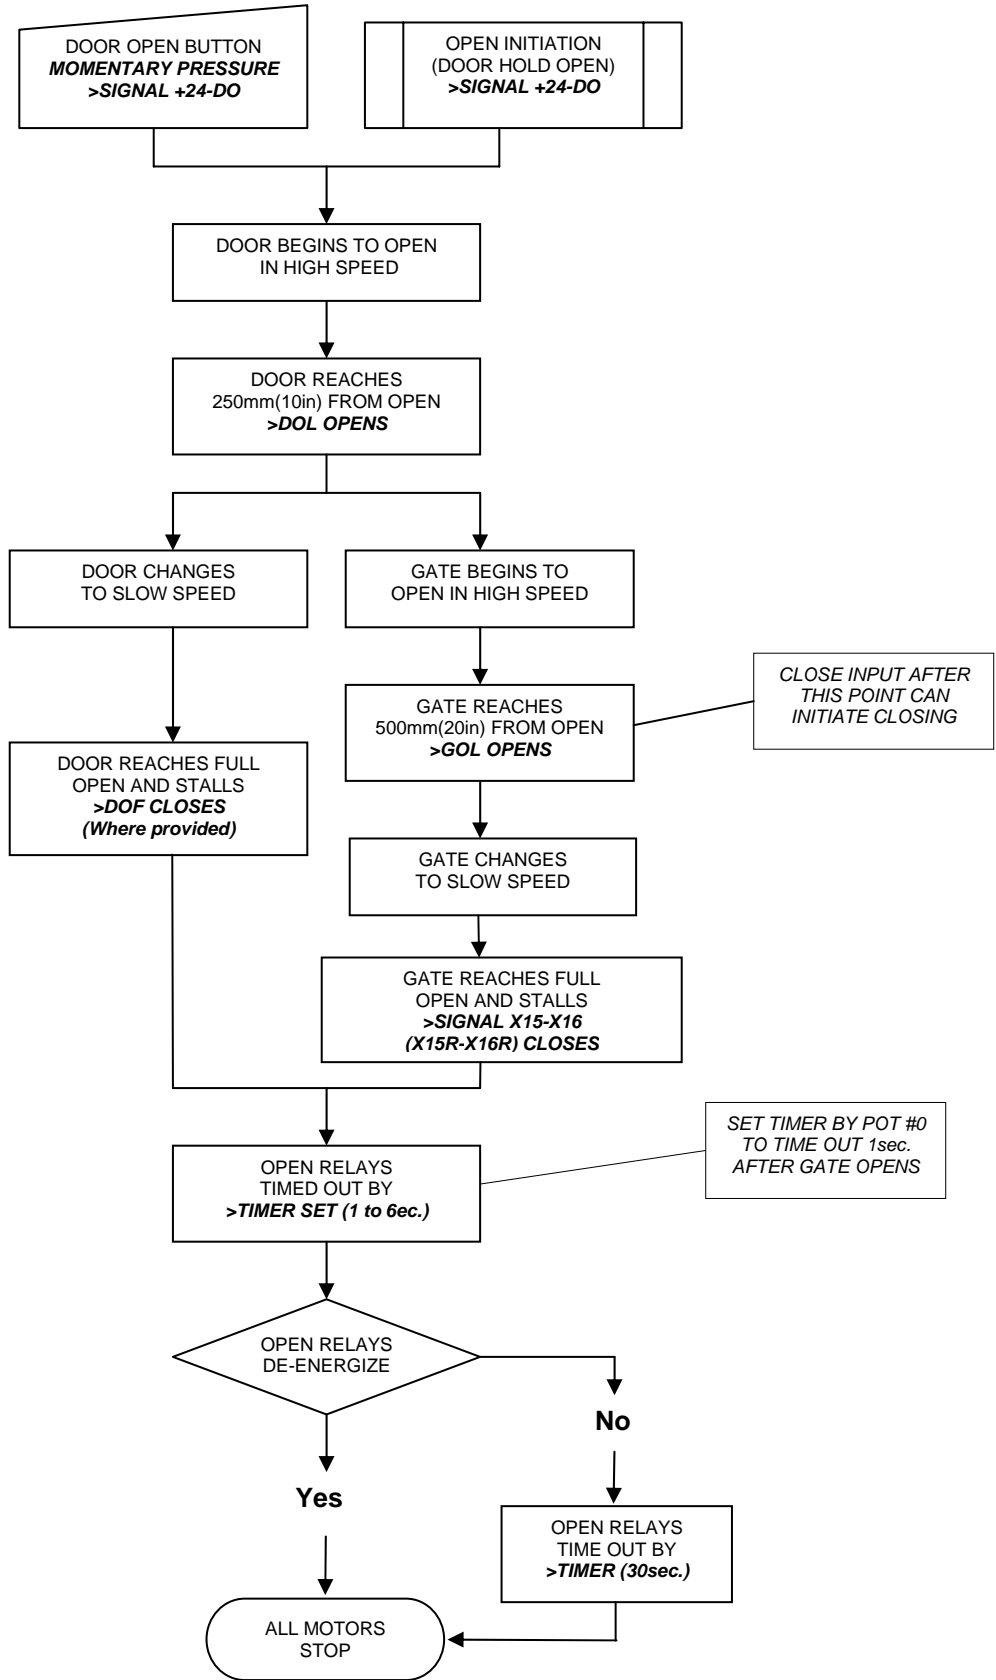 DOOR OPEN BUTTON
MOMENTARY PRESSURE
>SIGNAL +24-DO
OPEN INITIATION
(DOOR HOLD OPEN)
>SIGNAL +24-DO
DOOR BEGINS TO OPEN
IN HIGH SPEED
DOOR REACHES
250mm(10in) FROM OPEN
>DOL OPENS
DOOR CHANGES
TO SLOW SPEED
GATE BEGINS TO
OPEN IN HIGH SPEED
GATE REACHES
500mm(20in) FROM OPEN
>GOL OPENS
CLOSE INPUT AFTER
THIS POINT CAN
INITIATE CLOSING
DOOR REACHES FULL
OPEN AND STALLS
>DOF CLOSES
(Where provided)
GATE CHANGES
TO SLOW SPEED
GATE REACHES FULL
OPEN AND STALLS
>SIGNAL X15-X16
(X15R-X16R) CLOSES
OPEN RELAYS
TIMED OUT BY
>TIMER SET (1 to 6ec.)
SET TIMER BY POT #0
TO TIME OUT 1sec.
AFTER GATE OPENS
OPEN RELAYS
DE-ENERGIZE
No
Yes
OPEN RELAYS
TIME OUT BY
>TIMER (30sec.)
ALL MOTORS
STOP